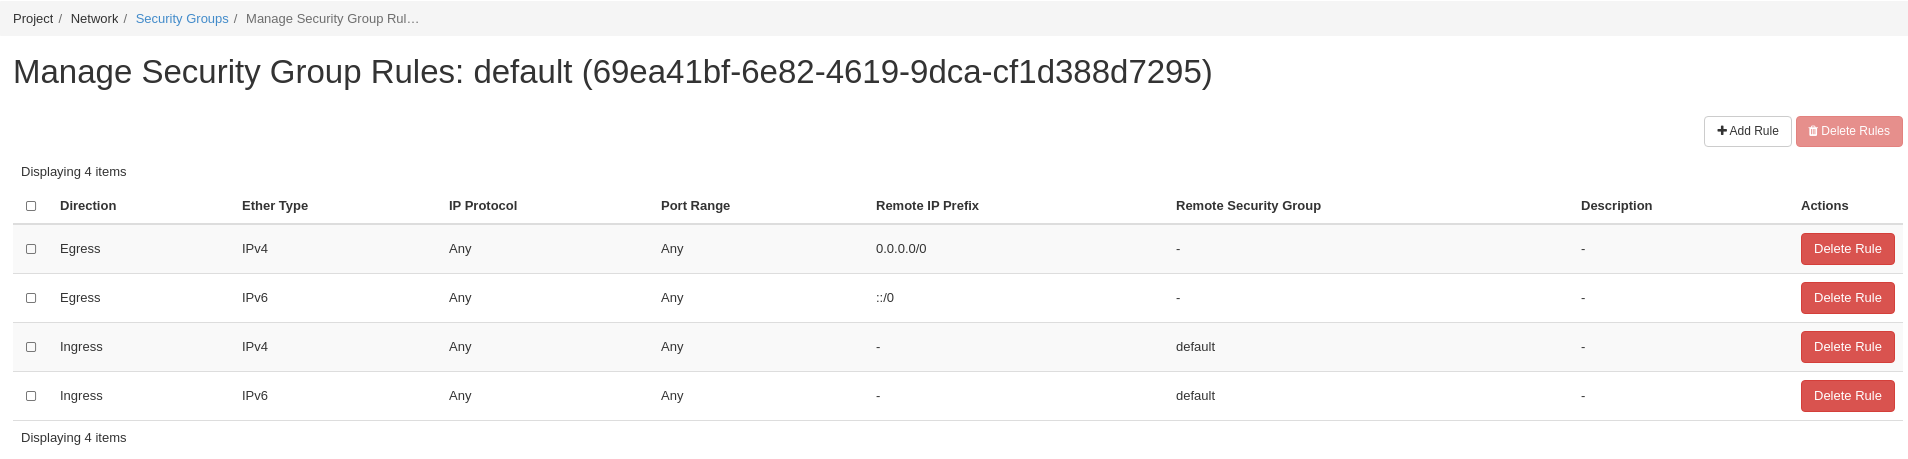 Project / Network / Security Groups / Manage Security Group Rul…
Manage Security Group Rules: default (69ea41bf-6e82-4619-9dca-cf1d388d7295)
Add Rule Delete Rules
Displaying 4 items
Direction Ether Type IP Protocol Port Range Remote IP Prefix Remote Security Group Description Actions
Egress IPv4 Any Any 0.0.0.0/0 - - Delete Rule
Egress IPv6 Any Any ::/0 - - Delete Rule
Ingress IPv4 Any Any - default - Delete Rule
Ingress IPv6 Any Any - default - Delete Rule
Displaying 4 items